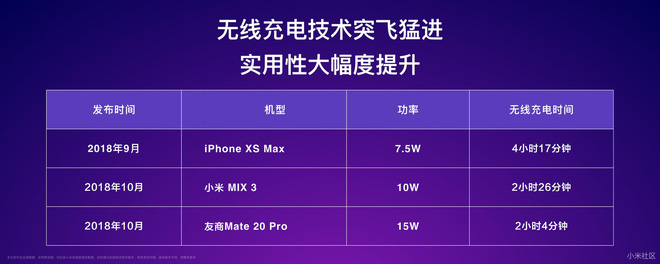 无线充电技术突飞猛进
实用性大幅度提升
发布时间 机型 功率 无线充电时间
2018年9月 iPhone XS Max 7.5W 4小时17分钟
2018年10月 小米 MIX 3 10W 2小时26分钟
2018年10月 友商Mate 20 Pro 15W 2小时4分钟
小米社区